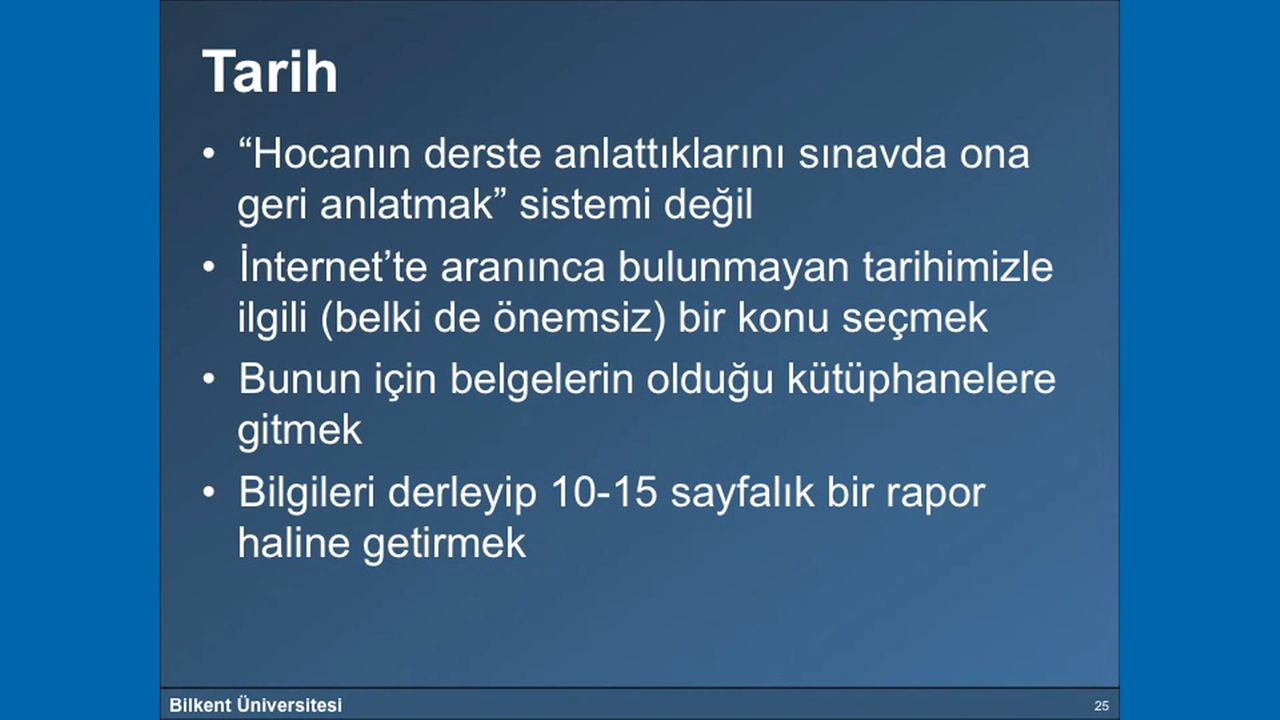 Tarih
• “Hocanın derste anlattıklarını sınavda ona
geri anlatmak” sistemi değil
• İnternet’te aranınca bulunmayan tarihimizle
ilgili (belki de önemsiz) bir konu seçmek
• Bunun için belgelerin olduğu kütüphanelere
gitmek
• Bilgileri derleyip 10-15 sayfalık bir rapor
haline getirmek
Bilkent Üniversitesi
25